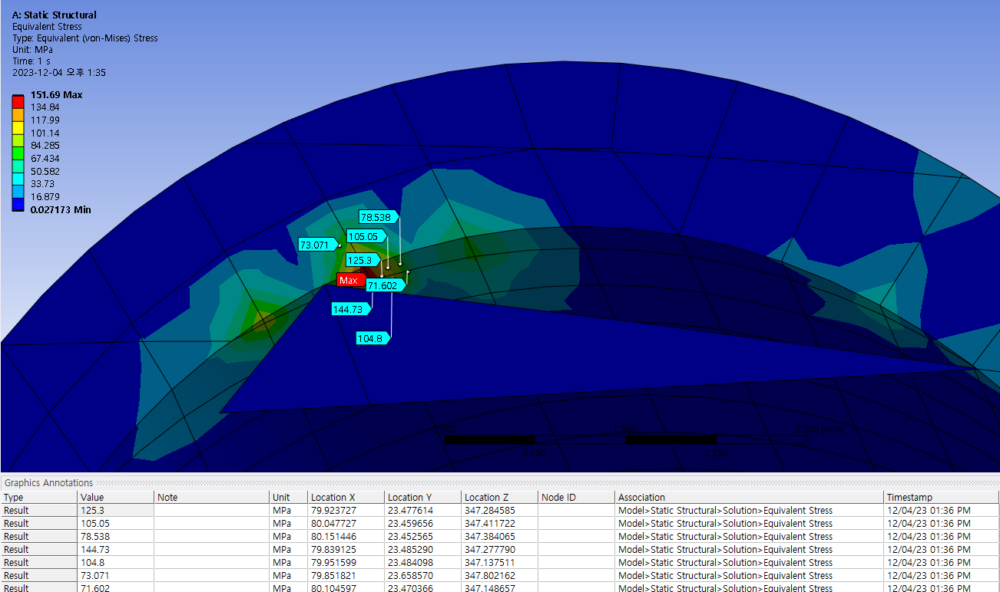 A: Static Structural
Equivalent Stress
Type: Equivalent (von-Mises) Stress
Unit: MPa
Time: 1 s
2023-12-04 오후 1:35
151.69 Max
134.84
117.99
101.14
84.285
67.434
50.582
33.73
16.879
0.027173 Min
78.538
105.05
73.071
125.3
Max
71.602
144.73
104.8
0.000 1.500 3.000 (mm)
0.750 2.250
Graphics Annotations
Type Value Note Unit Location X Location Y Location Z Node ID Association Timestamp
Result 125.3 MPa 79.923727 23.477614 347.284585 Model>Static Structural>Solution>Equivalent Stress 12/04/23 01:36 PM
Result 105.05 MPa 80.047727 23.459656 347.411722 Model>Static Structural>Solution>Equivalent Stress 12/04/23 01:36 PM
Result 78.538 MPa 80.151446 23.452565 347.384065 Model>Static Structural>Solution>Equivalent Stress 12/04/23 01:36 PM
Result 144.73 MPa 79.839125 23.485290 347.277790 Model>Static Structural>Solution>Equivalent Stress 12/04/23 01:36 PM
Result 104.8 MPa 79.951599 23.484098 347.137511 Model>Static Structural>Solution>Equivalent Stress 12/04/23 01:36 PM
Result 73.071 MPa 79.851821 23.658570 347.802162 Model>Static Structural>Solution>Equivalent Stress 12/04/23 01:36 PM
Result 71.602 MPa 80.104597 23.470366 347.148657 Model>Static Structural>Solution>Equivalent Stress 12/04/23 01:36 PM